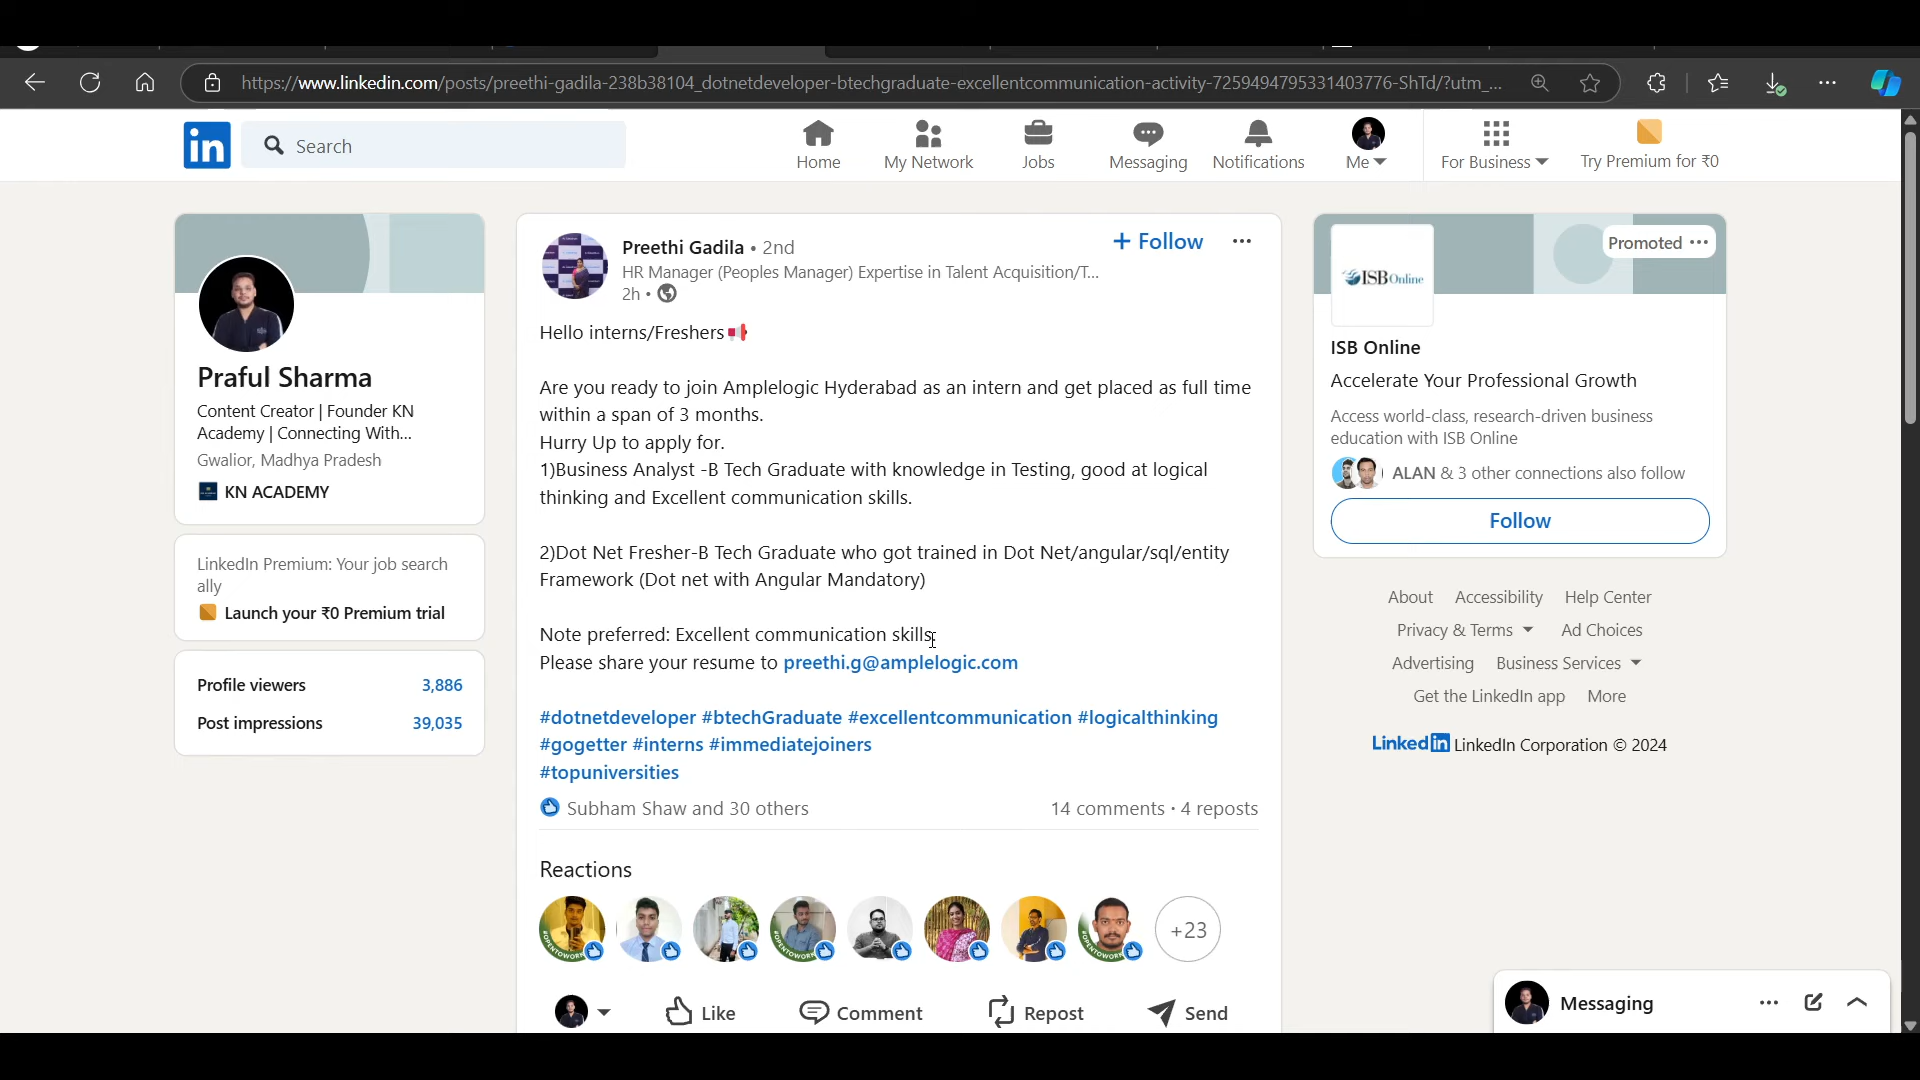 https://www.linkedin.com/posts/preethi-gadila-238b38104_dotnetdeveloper-btechgraduate-excellentcommunication-activity-7259494795331403776-ShTd/?utm_...
in
Search
Home
My Network
Jobs
Messaging
Notifications
Me
For Business
Try Premium for ₹0
Praful Sharma
Content Creator | Founder KN
Academy | Connecting With...
Gwalior, Madhya Pradesh
KN ACADEMY
LinkedIn Premium: Your job search
ally
Launch your ₹0 Premium trial
Profile viewers 3,886
Post impressions 39,035
Preethi Gadila • 2nd
+ Follow
HR Manager (Peoples Manager) Expertise in Talent Acquisition/T...
2h •
Hello interns/Freshers
Are you ready to join Amplelogic Hyderabad as an intern and get placed as full time
within a span of 3 months.
Hurry Up to apply for.
1)Business Analyst -B Tech Graduate with knowledge in Testing, good at logical
thinking and Excellent communication skills.
2)Dot Net Fresher-B Tech Graduate who got trained in Dot Net/angular/sql/entity
Framework (Dot net with Angular Mandatory)
Note preferred: Excellent communication skills.
Please share your resume to preethi.g@amplelogic.com
#dotnetdeveloper #btechGraduate #excellentcommunication #logicalthinking
#gogetter #interns #immediatejoiners
#topuniversities
Subham Shaw and 30 others
14 comments • 4 reposts
Reactions
#OPENTOWORK
#OPENTOWORK
#OPENTOWORK
+23
Like
Comment
Repost
Send
Promoted
ISB Online
ISB Online
Accelerate Your Professional Growth
Access world-class, research-driven business
education with ISB Online
ALAN & 3 other connections also follow
Follow
About Accessibility Help Center
Privacy & Terms Ad Choices
Advertising Business Services
Get the LinkedIn app More
LinkedIn LinkedIn Corporation © 2024
Messaging